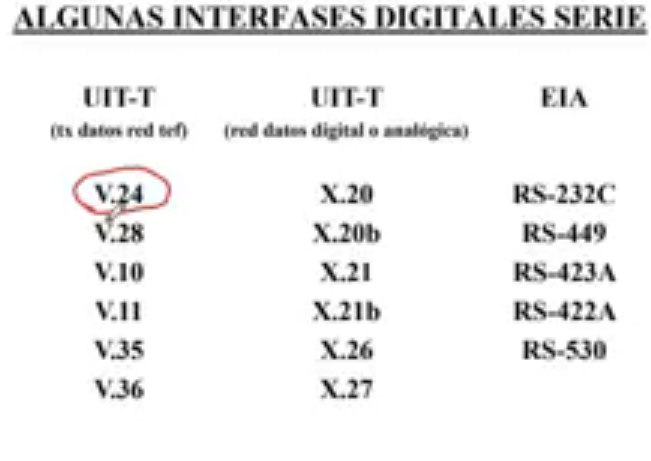 ALGUNAS INTERFASES DIGITALES SERIE
UIT-T UIT-T EIA
(tx datos red tef) (red datos digital o analógica)
V.24 X.20 RS-232C
V.28 X.20b RS-449
V.10 X.21 RS-423A
V.11 X.21b RS-422A
V.35 X.26 RS-530
V.36 X.27